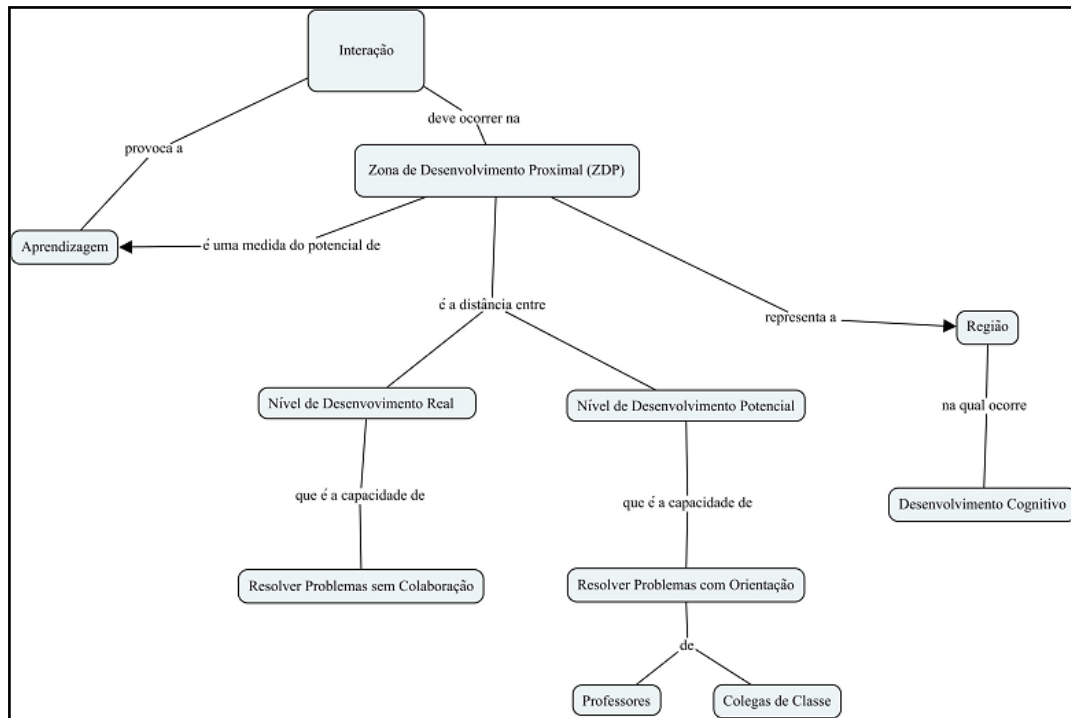 Interação
deve ocorrer na
provoca a
Zona de Desenvolvimento Proximal (ZDP)
Aprendizagem
é uma medida do potencial de
é a distância entre
representa a
Região
Nível de Desenvovimento Real
Nível de Desenvolvimento Potencial
na qual ocorre
que é a capacidade de
que é a capacidade de
Desenvolvimento Cognitivo
Resolver Problemas sem Colaboração
Resolver Problemas com Orientação
de
Professores
Colegas de Classe